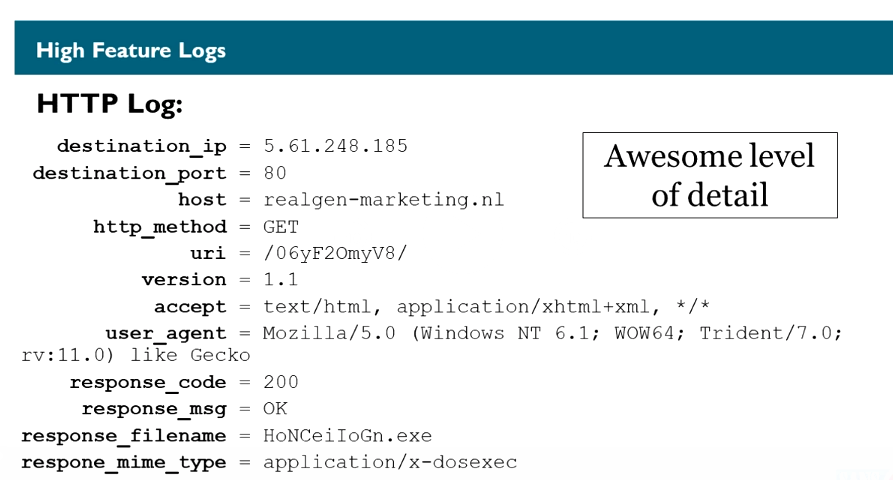 High Feature Logs
HTTP Log:
destination_ip = 5.61.248.185
destination_port = 80
host = realgen-marketing.nl
http_method = GET
uri = /06yF2OmyV8/
version = 1.1
accept = text/html, application/xhtml+xml, */*
user_agent = Mozilla/5.0 (Windows NT 6.1; WOW64; Trident/7.0;
rv:11.0) like Gecko
response_code = 200
response_msg = OK
response_filename = HoNCeiIoGn.exe
respone_mime_type = application/x-dosexec
Awesome level
of detail